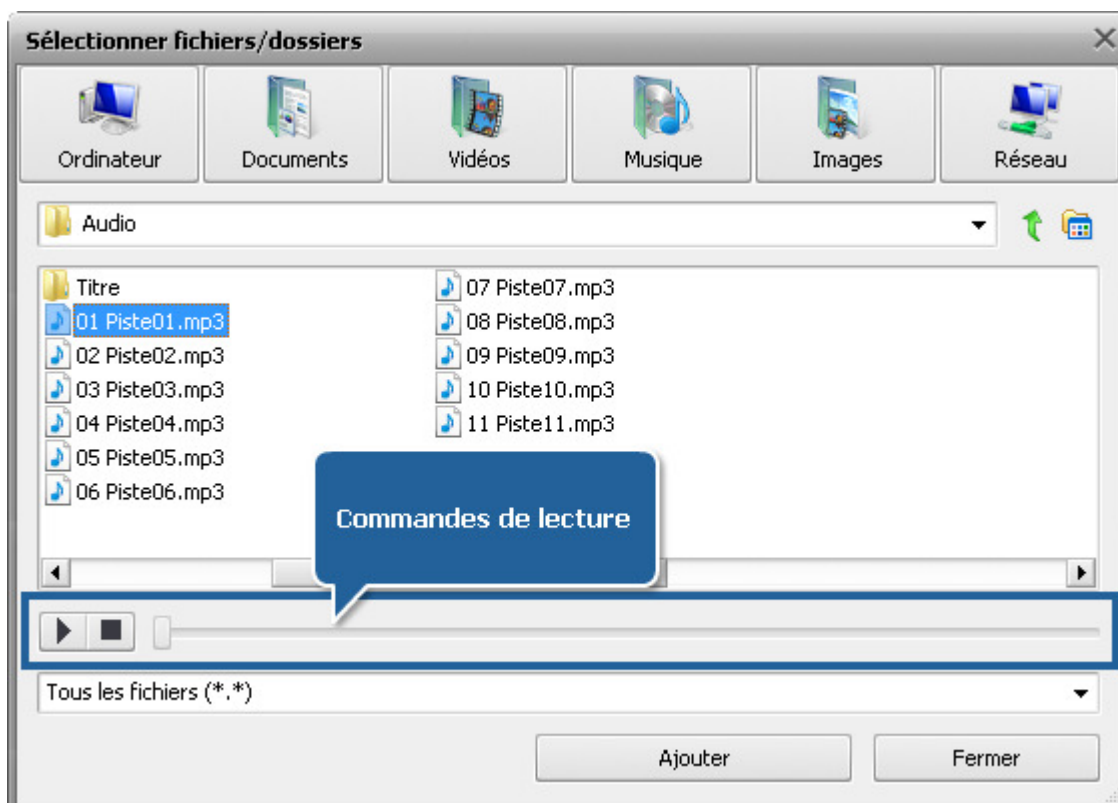 Sélectionner fichiers/dossiers
Ordinateur
Documents
Vidéos
Musique
Images
Réseau
Audio
Titre
01 Piste01.mp3
02 Piste02.mp3
03 Piste03.mp3
04 Piste04.mp3
05 Piste05.mp3
06 Piste06.mp3
07 Piste07.mp3
08 Piste08.mp3
09 Piste09.mp3
10 Piste10.mp3
11 Piste11.mp3
Commandes de lecture
Tous les fichiers (*.*)
Ajouter
Fermer